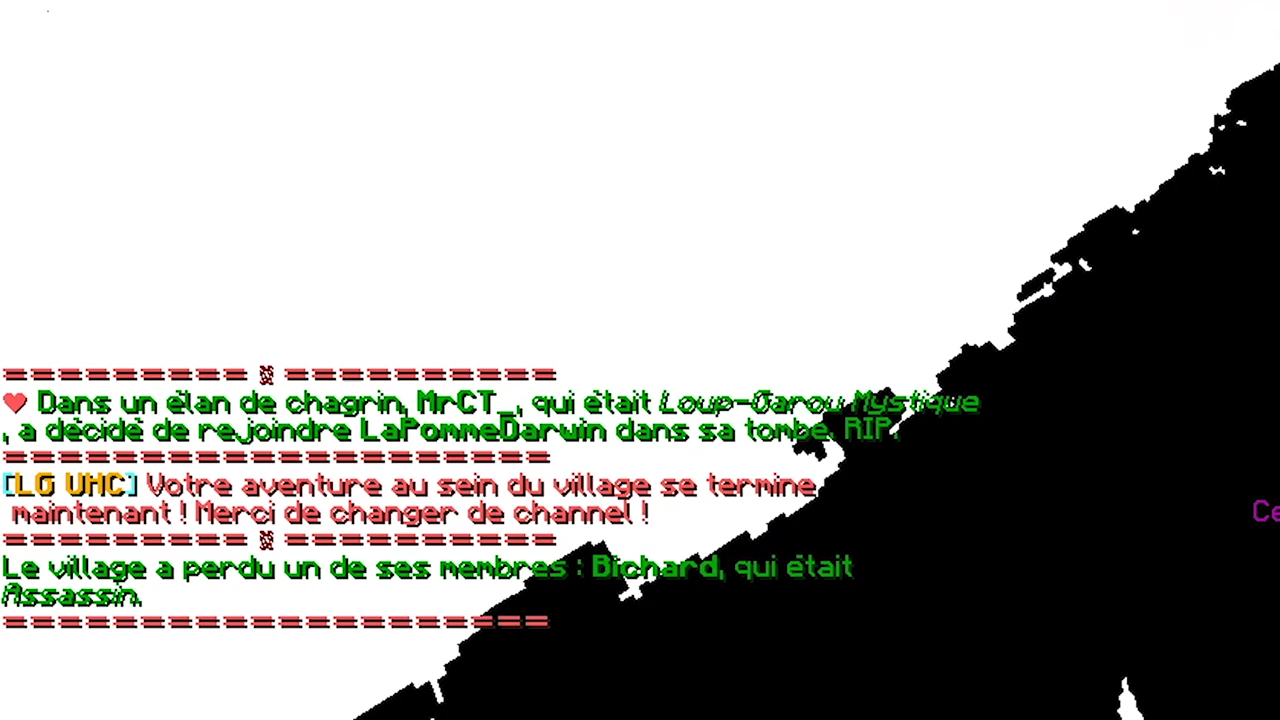 ========= ☠ ==========
❤ Dans un élan de chagrin, MrCT_, qui était Loup-Garou Mystique
, a décidé de rejoindre LaPommeDarwin dans sa tombe. RIP.
====================
[LG UHC] Votre aventure au sein du village se termine
maintenant ! Merci de changer de channel !
========= ☠ ==========
Le village a perdu un de ses membres : Bichard, qui était
Assassin.
====================
Ce